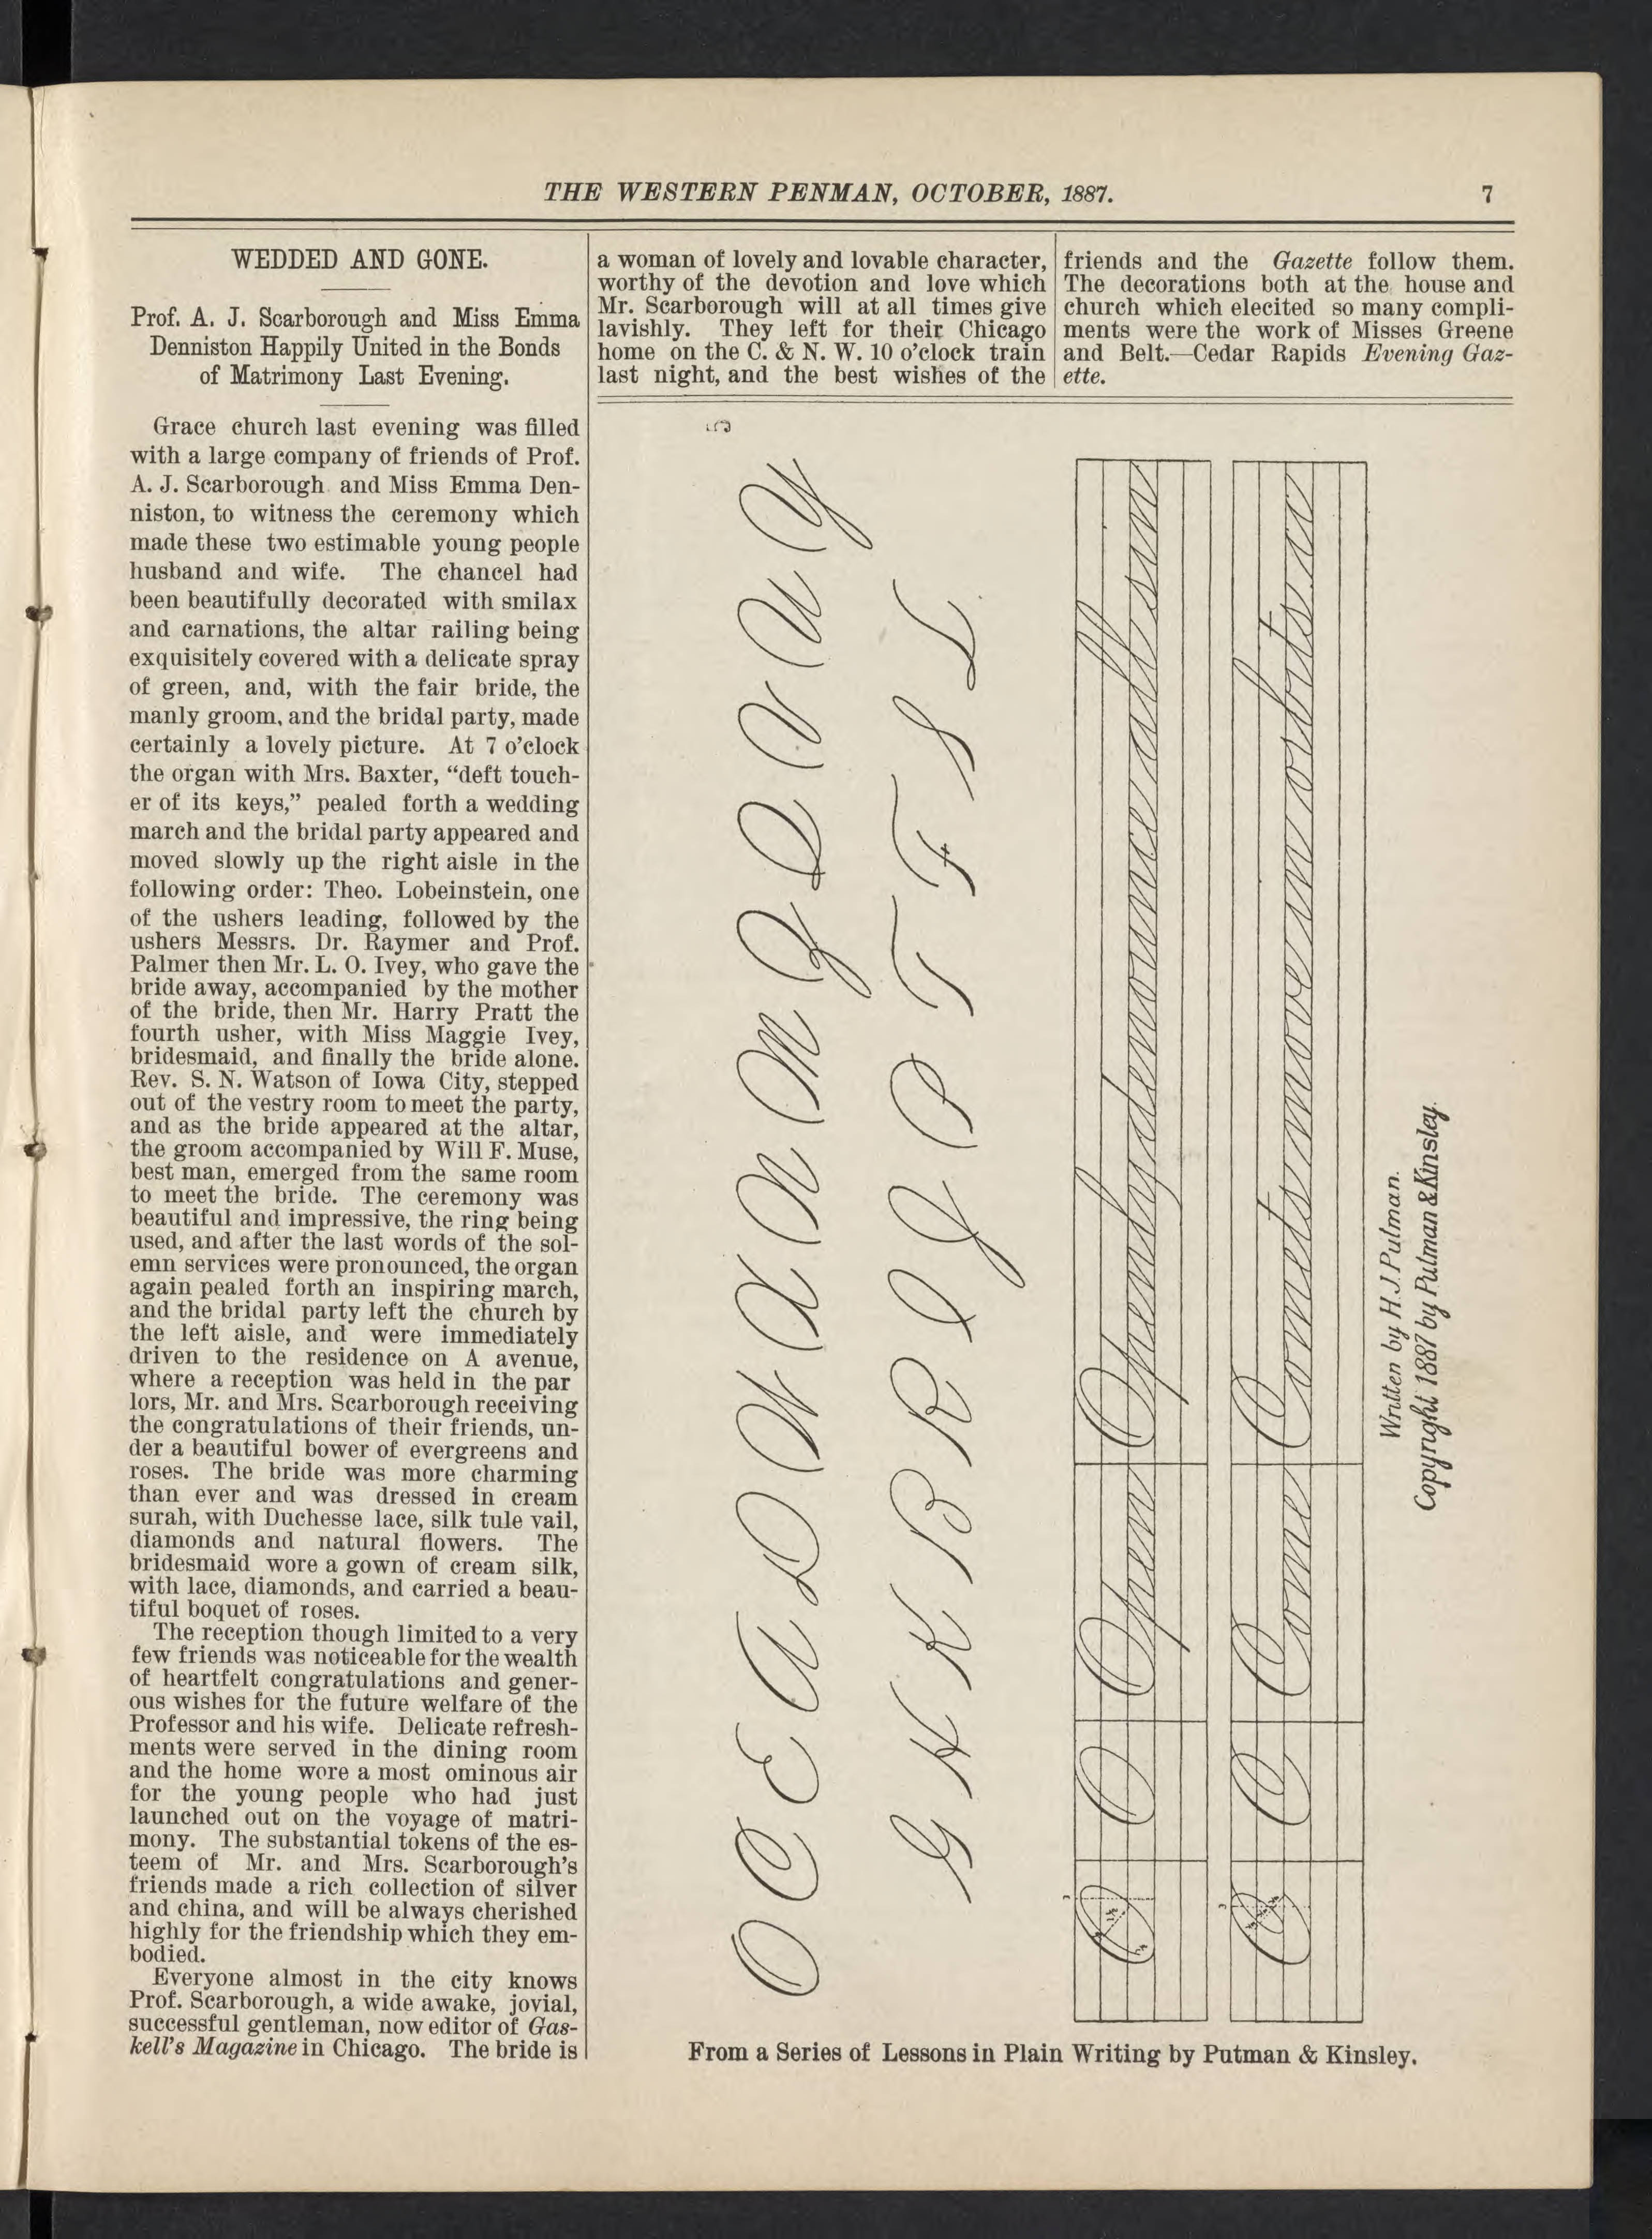 THE WESTERN PENMAN, OCTOBER, 1887. 7
WEDDED AND GONE.
Prof. A. J. Scarborough and Miss Emma
Denniston Happily United in the Bonds
of Matrimony Last Evening.
Grace church last evening was filled
with a large company of friends of Prof.
A. J. Scarborough and Miss Emma Den-
niston, to witness the ceremony which
made these two estimable young people
husband and wife. The chancel had
been beautifully decorated with smilax
and carnations, the altar railing being
exquisitely covered with a delicate spray
of green, and, with the fair bride, the
manly groom, and the bridal party, made
certainly a lovely picture. At 7 o'clock
the organ with Mrs. Baxter, “deft touch-
er of its keys,” pealed forth a wedding
march and the bridal party appeared and
moved slowly up the right aisle in the
following order: Theo. Lobeinstein, one
of the ushers leading, followed by the
ushers Messrs. Dr. Raymer and Prof.
Palmer then Mr. L. O. Ivey, who gave the
bride away, accompanied by the mother
of the bride, then Mr. Harry Pratt the
fourth usher, with Miss Maggie Ivey,
bridesmaid, and finally the bride alone.
Rev. S. N. Watson of Iowa City, stepped
out of the vestry room to meet the party,
and as the bride appeared at the altar,
the groom accompanied by Will F. Muse,
best man, emerged from the same room
to meet the bride. The ceremony was
beautiful and impressive, the ring being
used, and after the last words of the sol-
emn services were pronounced, the organ
again pealed forth an inspiring march,
and the bridal party left the church by
the left aisle, and were immediately
driven to the residence on A avenue,
where a reception was held in the par
lors, Mr. and Mrs. Scarborough receiving
the congratulations of their friends, un-
der a beautiful bower of evergreens and
roses. The bride was more charming
than ever and was dressed in cream
surah, with Duchesse lace, silk tule vail,
diamonds and natural flowers. The
bridesmaid wore a gown of cream silk,
with lace, diamonds, and carried a beau-
tiful boquet of roses.
The reception though limited to a very
few friends was noticeable for the wealth
of heartfelt congratulations and gener-
ous wishes for the future welfare of the
Professor and his wife. Delicate refresh-
ments were served in the dining room
and the home wore a most ominous air
for the young people who had just
launched out on the voyage of matri-
mony. The substantial tokens of the es-
teem of Mr. and Mrs. Scarborough's
friends made a rich collection of silver
and china, and will be always cherished
highly for the friendship which they em-
bodied.
Everyone almost in the city knows
Prof. Scarborough, a wide awake, jovial,
successful gentleman, now editor of Gas-
kell's Magazine in Chicago. The bride is
a woman of lovely and lovable character,
worthy of the devotion and love which
Mr. Scarborough will at all times give
lavishly. They left for their Chicago
home on the C. & N. W. 10 o'clock train
last night, and the best wishes of the
friends and the Gazette follow them.
The decorations both at the house and
church which elecited so many compli-
ments were the work of Misses Greene
and Belt.—Cedar Rapids Evening Gaz-
ette.
O C E A D W X N M Z Q V U Y
G H K B R I J P T F S L
O O Open Openly denounce all sin
C C Come Comets move in orbits
Written by H. J. Putman.
Copyright 1887 by Putman & Kinsley.
From a Series of Lessons in Plain Writing by Putman & Kinsley.